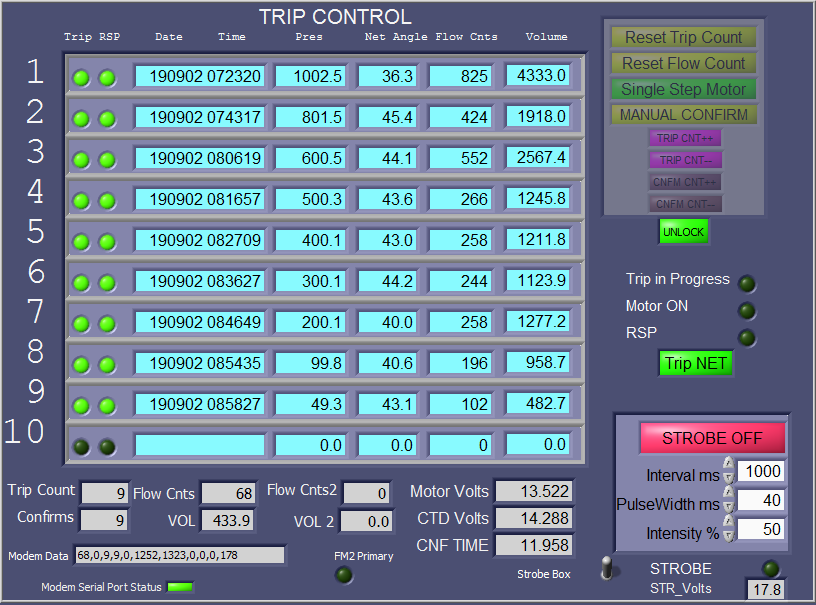 TRIP CONTROL
Trip RSP Date Time Pres Net Angle Flow Cnts Volume
1 190902 072320 1002.5 36.3 825 4333.0
2 190902 074317 801.5 45.4 424 1918.0
3 190902 080619 600.5 44.1 552 2567.4
4 190902 081657 500.3 43.6 266 1245.8
5 190902 082709 400.1 43.0 258 1211.8
6 190902 083627 300.1 44.2 244 1123.9
7 190902 084649 200.1 40.0 258 1277.2
8 190902 085435 99.8 40.6 196 958.7
9 190902 085827 49.3 43.1 102 482.7
10 0.0 0.0 0 0.0
Reset Trip Count
Reset Flow Count
Single Step Motor
MANUAL CONFIRM
TRIP CNT++
TRIP CNT--
CNFM CNT++
CNFM CNT--
UNLOCK
Trip in Progress
Motor ON
RSP
Trip NET
STROBE OFF
Interval ms 1000
PulseWidth ms 40
Intensity % 50
Trip Count 9 Flow Cnts 68 Flow Cnts2 0 Motor Volts 13.522
Confirms 9 VOL 433.9 VOL 2 0.0 CTD Volts 14.288
CNF TIME 11.958
Modem Data 68,0,9,9,0,1252,1323,0,0,0,178 FM2 Primary
Modem Serial Port Status
Strobe Box STROBE
STR_Volts 17.8